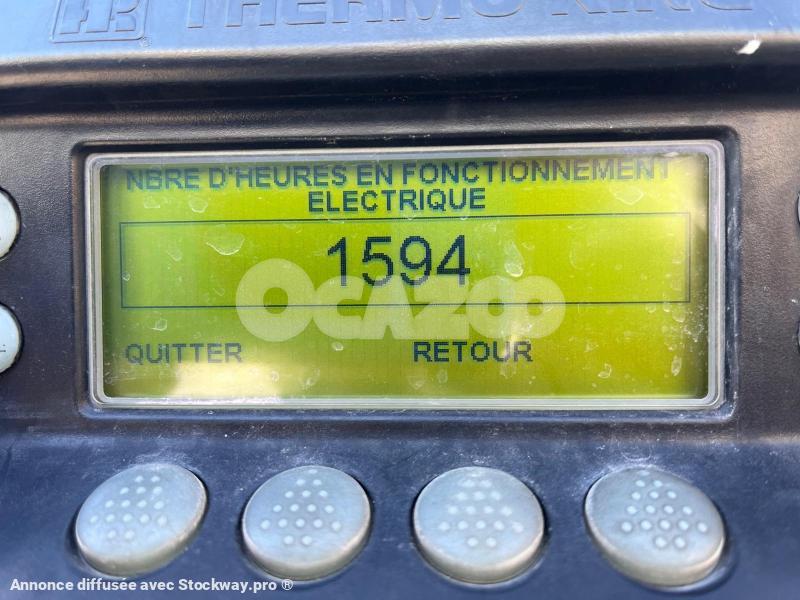 THERMO KING
NBRE D'HEURES EN FONCTIONNEMENT
ELECTRIQUE
1594
OCAZOO
QUITTER RETOUR
Annonce diffusée avec Stockway.pro ®